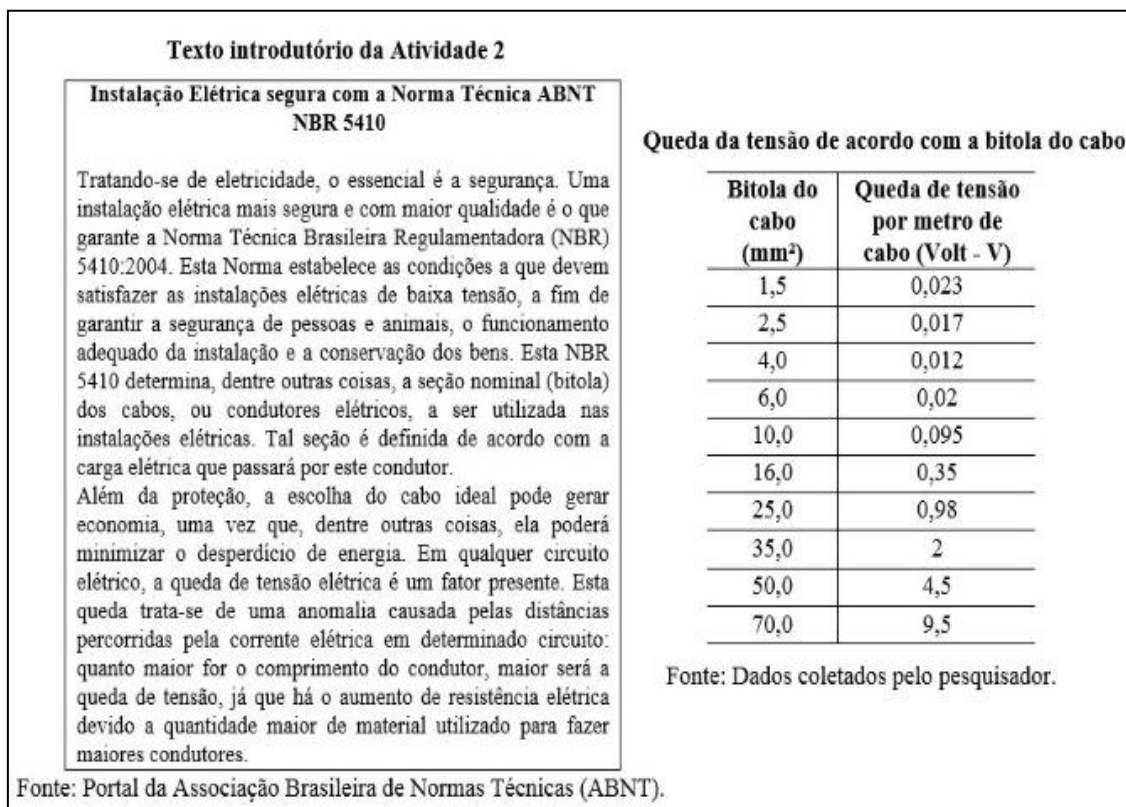 Texto introdutório da Atividade 2
Instalação Elétrica segura com a Norma Técnica ABNT
NBR 5410
Tratando-se de eletricidade, o essencial é a segurança. Uma
instalação elétrica mais segura e com maior qualidade é o que
garante a Norma Técnica Brasileira Regulamentadora (NBR)
5410:2004. Esta Norma estabelece as condições a que devem
satisfazer as instalações elétricas de baixa tensão, a fim de
garantir a segurança de pessoas e animais, o funcionamento
adequado da instalação e a conservação dos bens. Esta NBR
5410 determina, dentre outras coisas, a seção nominal (bitola)
dos cabos, ou condutores elétricos, a ser utilizada nas
instalações elétricas. Tal seção é definida de acordo com a
carga elétrica que passará por este condutor.
Além da proteção, a escolha do cabo ideal pode gerar
economia, uma vez que, dentre outras coisas, ela poderá
minimizar o desperdício de energia. Em qualquer circuito
elétrico, a queda de tensão elétrica é um fator presente. Esta
queda trata-se de uma anomalia causada pelas distâncias
percorridas pela corrente elétrica em determinado circuito:
quanto maior for o comprimento do condutor, maior será a
queda de tensão, já que há o aumento de resistência elétrica
devido a quantidade maior de material utilizado para fazer
maiores condutores.
Fonte: Portal da Associação Brasileira de Normas Técnicas (ABNT).
Queda da tensão de acordo com a bitola do cabo
Bitola do cabo (mm²) Queda de tensão por metro de cabo (Volt - V)
1,5 0,023
2,5 0,017
4,0 0,012
6,0 0,02
10,0 0,095
16,0 0,35
25,0 0,98
35,0 2
50,0 4,5
70,0 9,5
Fonte: Dados coletados pelo pesquisador.